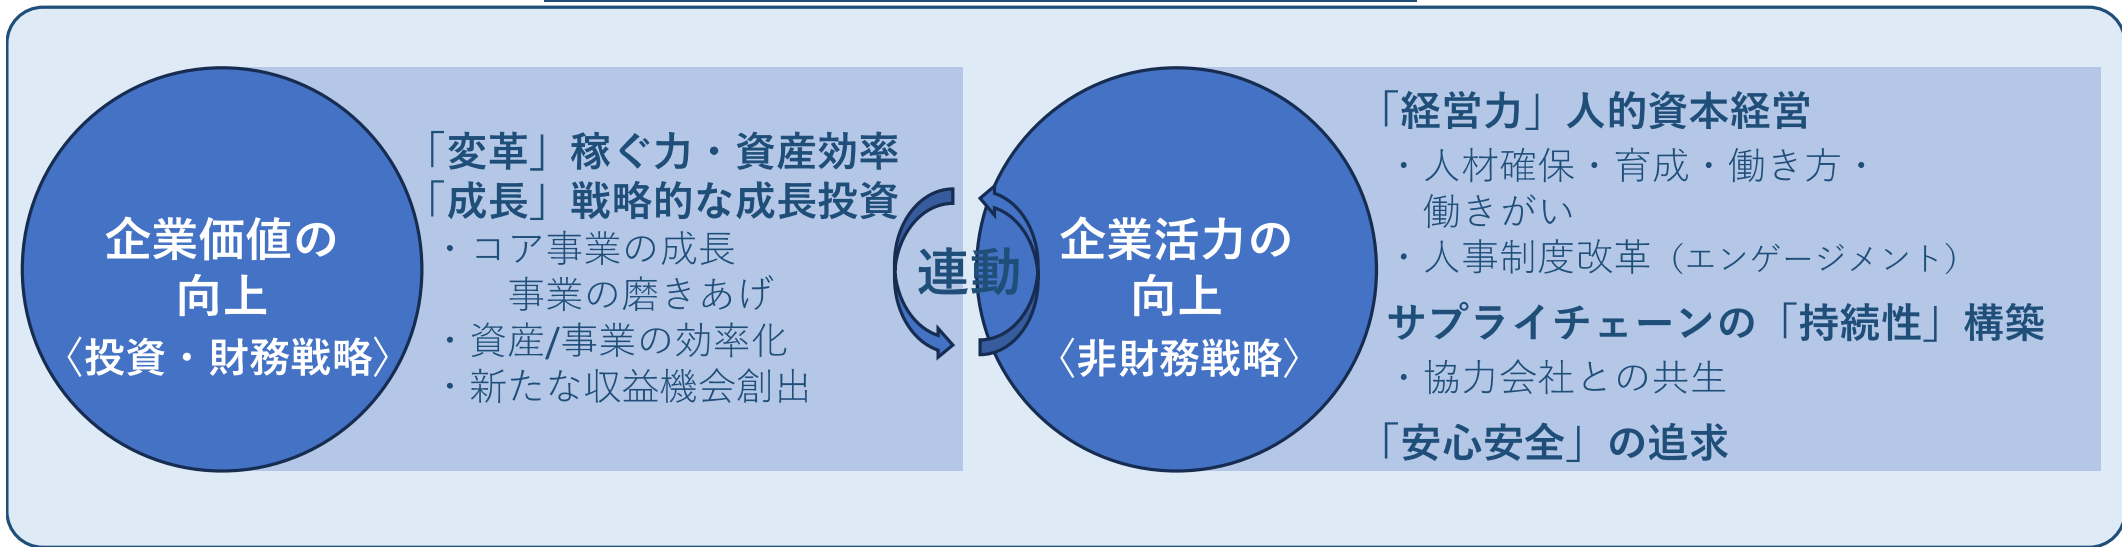 企業価値の
向上
〈投資・財務戦略〉
「変革」稼ぐ力・資産効率
「成長」戦略的な成長投資
・コア事業の成長
事業の磨きあげ
・資産/事業の効率化
・新たな収益機会創出
連動
企業活力の
向上
〈非財務戦略〉
「経営力」人的資本経営
・人材確保・育成・働き方・
働きがい
・人事制度改革（エンゲージメント）
サプライチェーンの「持続性」構築
・協力会社との共生
「安心安全」の追求